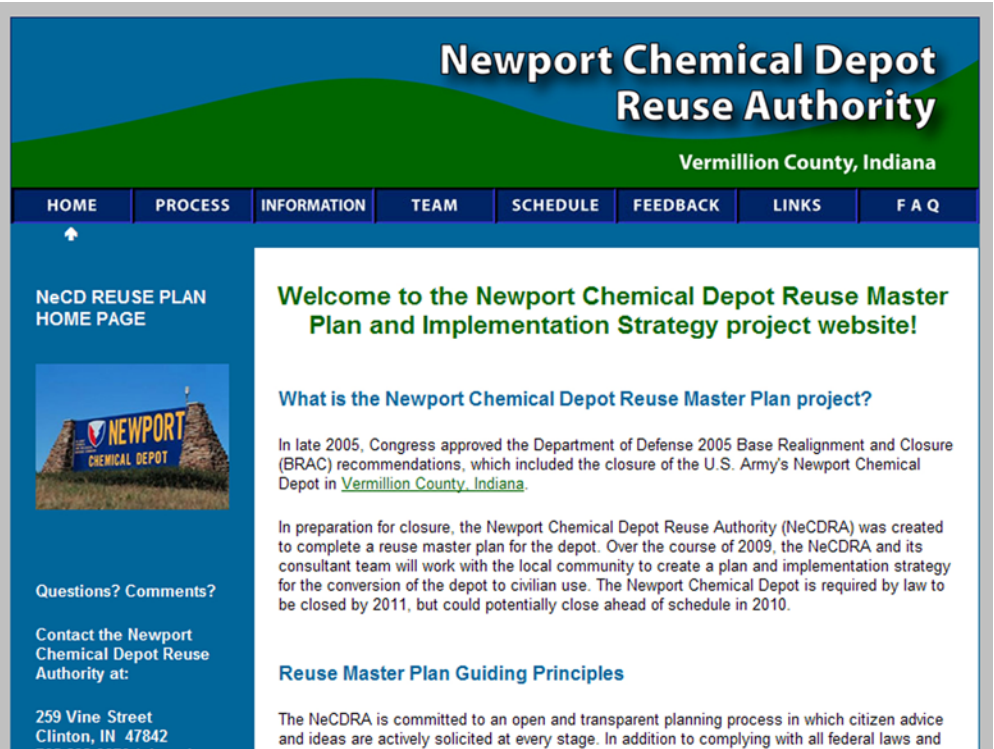 Newport Chemical Depot
Reuse Authority
Vermillion County, Indiana
HOME PROCESS INFORMATION TEAM SCHEDULE FEEDBACK LINKS F A Q
NeCD REUSE PLAN
HOME PAGE
NEWPORT
CHEMICAL DEPOT
Questions? Comments?
Contact the Newport
Chemical Depot Reuse
Authority at:
259 Vine Street
Clinton, IN 47842
Welcome to the Newport Chemical Depot Reuse Master
Plan and Implementation Strategy project website!
What is the Newport Chemical Depot Reuse Master Plan project?
In late 2005, Congress approved the Department of Defense 2005 Base Realignment and Closure
(BRAC) recommendations, which included the closure of the U.S. Army's Newport Chemical
Depot in Vermillion County, Indiana.
In preparation for closure, the Newport Chemical Depot Reuse Authority (NeCDRA) was created
to complete a reuse master plan for the depot. Over the course of 2009, the NeCDRA and its
consultant team will work with the local community to create a plan and implementation strategy
for the conversion of the depot to civilian use. The Newport Chemical Depot is required by law to
be closed by 2011, but could potentially close ahead of schedule in 2010.
Reuse Master Plan Guiding Principles
The NeCDRA is committed to an open and transparent planning process in which citizen advice
and ideas are actively solicited at every stage. In addition to complying with all federal laws and